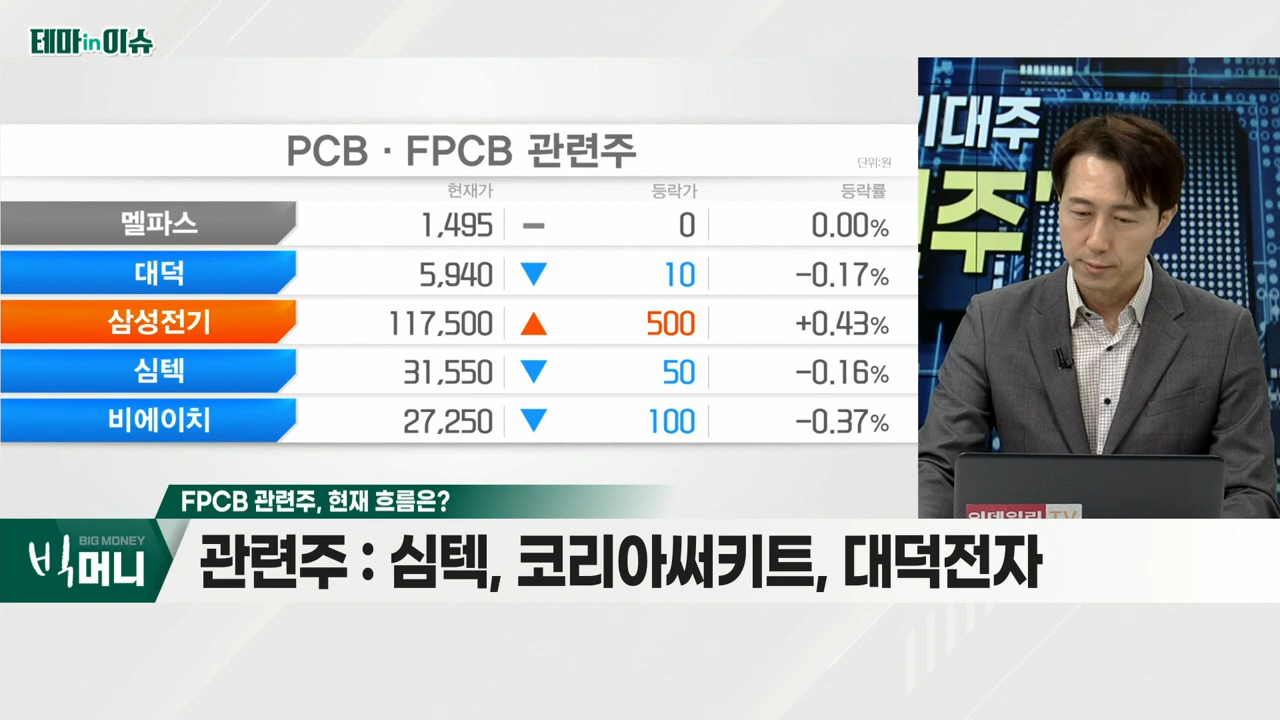 테마in이슈
PCB · FPCB 관련주
단위:원
현재가 등락가 등락률
멜파스 1,495 – 0 0.00%
대덕 5,940 ▼ 10 -0.17%
삼성전기 117,500 ▲ 500 +0.43%
심텍 31,550 ▼ 50 -0.16%
비에이치 27,250 ▼ 100 -0.37%
대주
주'
TV
FPCB 관련주, 현재 흐름은?
BIG MONEY
빅머니
관련주 : 심텍, 코리아써키트, 대덕전자